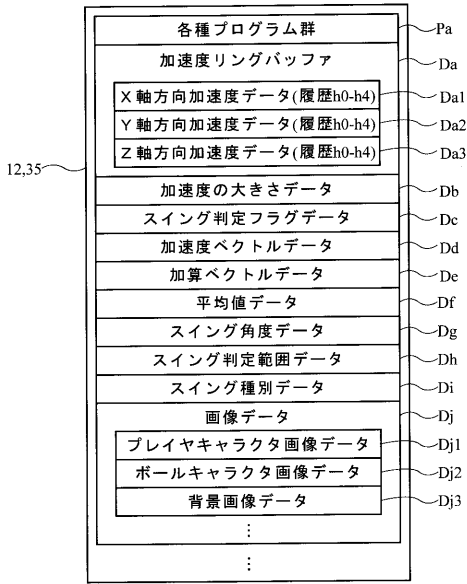 各種プログラム群 Pa
加速度リングバッファ Da
X軸方向加速度データ(履歴h0-h4) Da1
Y軸方向加速度データ(履歴h0-h4) Da2
Z軸方向加速度データ(履歴h0-h4) Da3
12,35
加速度の大きさデータ Db
スイング判定フラグデータ Dc
加速度ベクトルデータ Dd
加算ベクトルデータ De
平均値データ Df
スイング角度データ Dg
スイング判定範囲データ Dh
スイング種別データ Di
画像データ Dj
プレイヤキャラクタ画像データ Dj1
ボールキャラクタ画像データ Dj2
背景画像データ Dj3
⋮
⋮